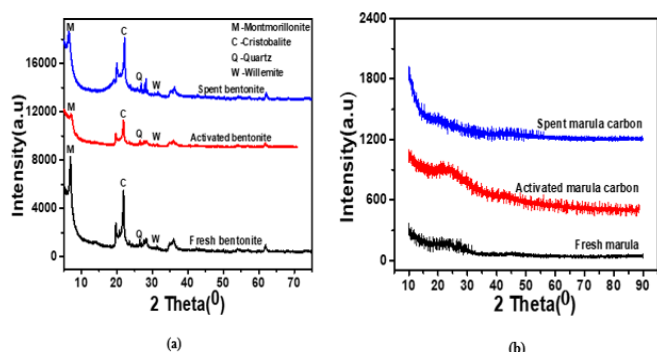 M
M-Montmorillonite
C
C -Cristobalite
Q-Quartz
W-Willemite
Q
W
Spent bentonite
M
C
Q
W
Activated bentonite
M
C
Q
W
Fresh bentonite
16000
12000
8000
4000
0
Intensity(a.u)
10 20 30 40 50 60 70
2 Theta(⁰)
(a)
2400
1800
1200
600
0
Intensity(a.u)
Spent marula carbon
Activated marula carbon
Fresh marula
10 20 30 40 50 60 70 80 90
2 Theta(⁰)
(b)